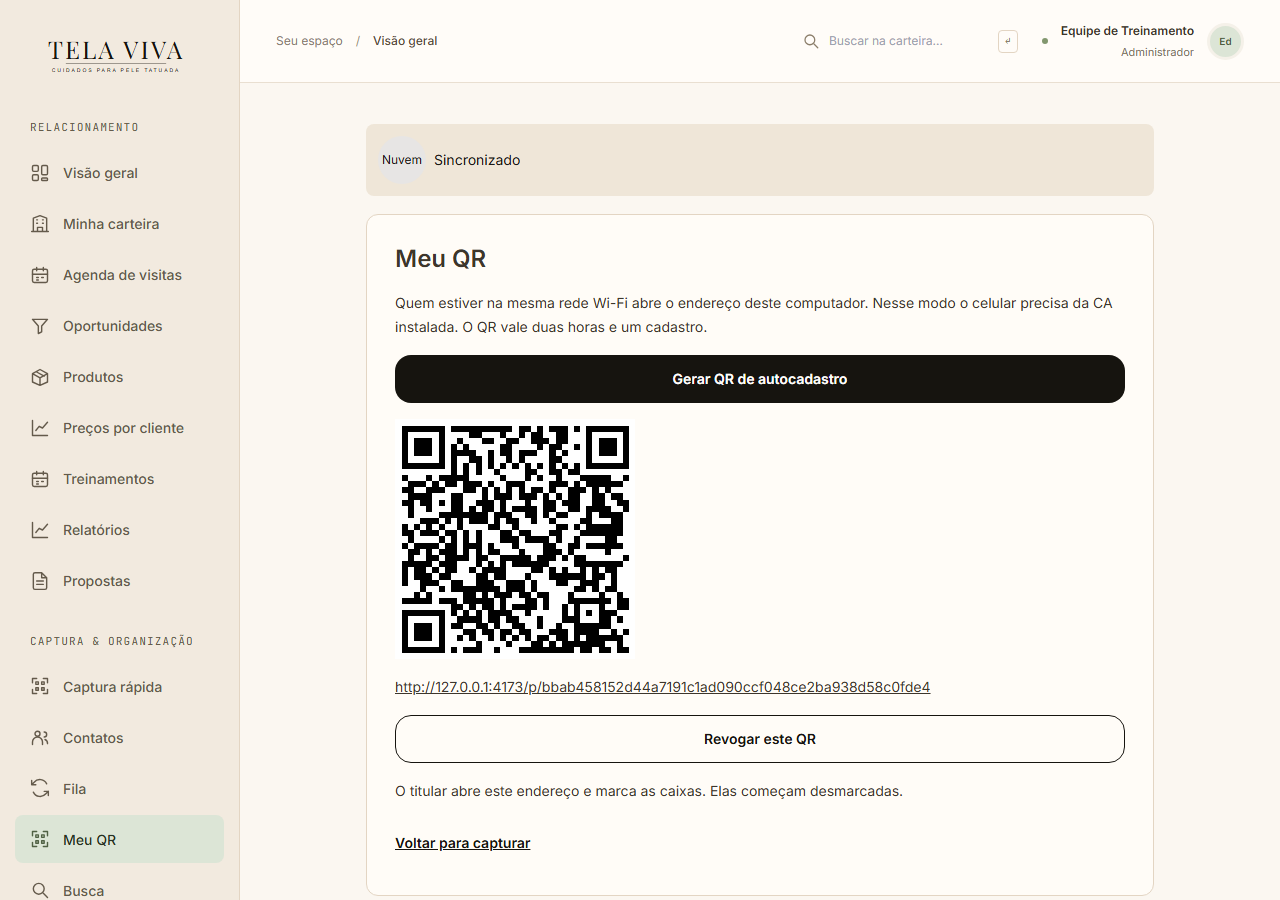 TELA VIVA
CUIDADOS PARA PELE TATUADA
RELACIONAMENTO
Visão geral
Minha carteira
Agenda de visitas
Oportunidades
Produtos
Preços por cliente
Treinamentos
Relatórios
Propostas
CAPTURA & ORGANIZAÇÃO
Captura rápida
Contatos
Fila
Meu QR
Busca
Seu espaço / Visão geral
Buscar na carteira...
↵
Equipe de Treinamento
Administrador
Ed
Nuvem
Sincronizado
Meu QR
Quem estiver na mesma rede Wi-Fi abre o endereço deste computador. Nesse modo o celular precisa da CA
instalada. O QR vale duas horas e um cadastro.
Gerar QR de autocadastro
http://127.0.0.1:4173/p/bbab458152d44a7191c1ad090ccf048ce2ba938d58c0fde4
Revogar este QR
O titular abre este endereço e marca as caixas. Elas começam desmarcadas.
Voltar para capturar